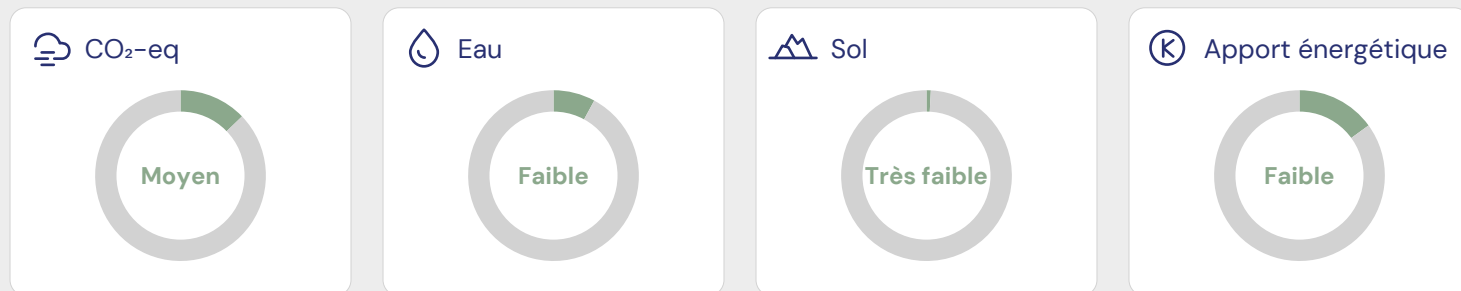 CO₂-eq
Moyen
Eau
Faible
Sol
Très faible
Apport énergétique
Faible